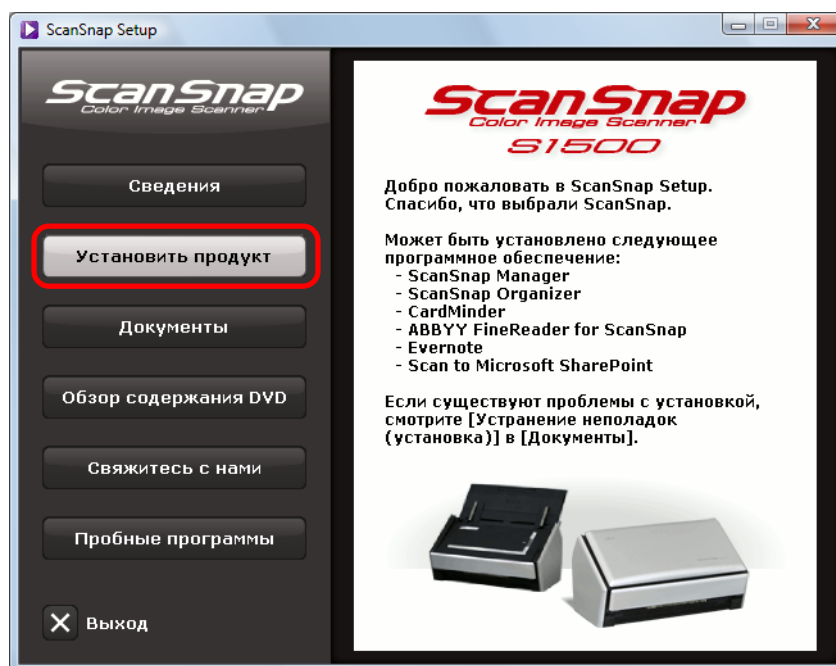 ScanSnap Setup
ScanSnap
Color Image Scanner
Сведения
Установить продукт
Документы
Обзор содержания DVD
Свяжитесь с нами
Пробные программы
Выход
ScanSnap
Color Image Scanner
S1500
Добро пожаловать в ScanSnap Setup.
Спасибо, что выбрали ScanSnap.
Может быть установлено следующее
программное обеспечение:
- ScanSnap Manager
- ScanSnap Organizer
- CardMinder
- ABBYY FineReader for ScanSnap
- Evernote
- Scan to Microsoft SharePoint
Если существуют проблемы с установкой,
смотрите [Устранение неполадок
(установка)] в [Документы].